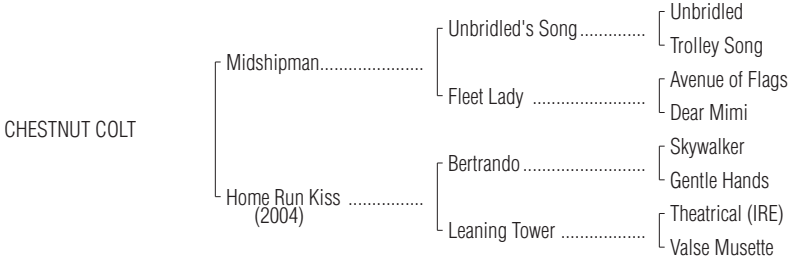 Unbridled
Unbridled's Song..............
Trolley Song
Midshipman......................
Avenue of Flags
Fleet Lady ........................
Dear Mimi
CHESTNUT COLT
Skywalker
Bertrando..........................
Gentle Hands
Home Run Kiss ................
(2004)
Theatrical (IRE)
Leaning Tower ..................
Valse Musette